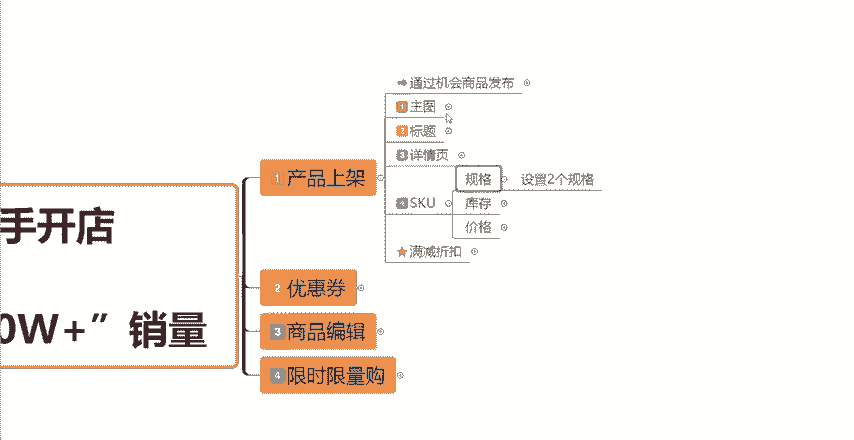 手开店
0W+”销量
1 产品上架
通过机会商品发布
1 主图
2 标题
3 详情页
4 SKU
规格
设置2个规格
库存
价格
满减折扣
2 优惠券
3 商品编辑
4 限时限量购